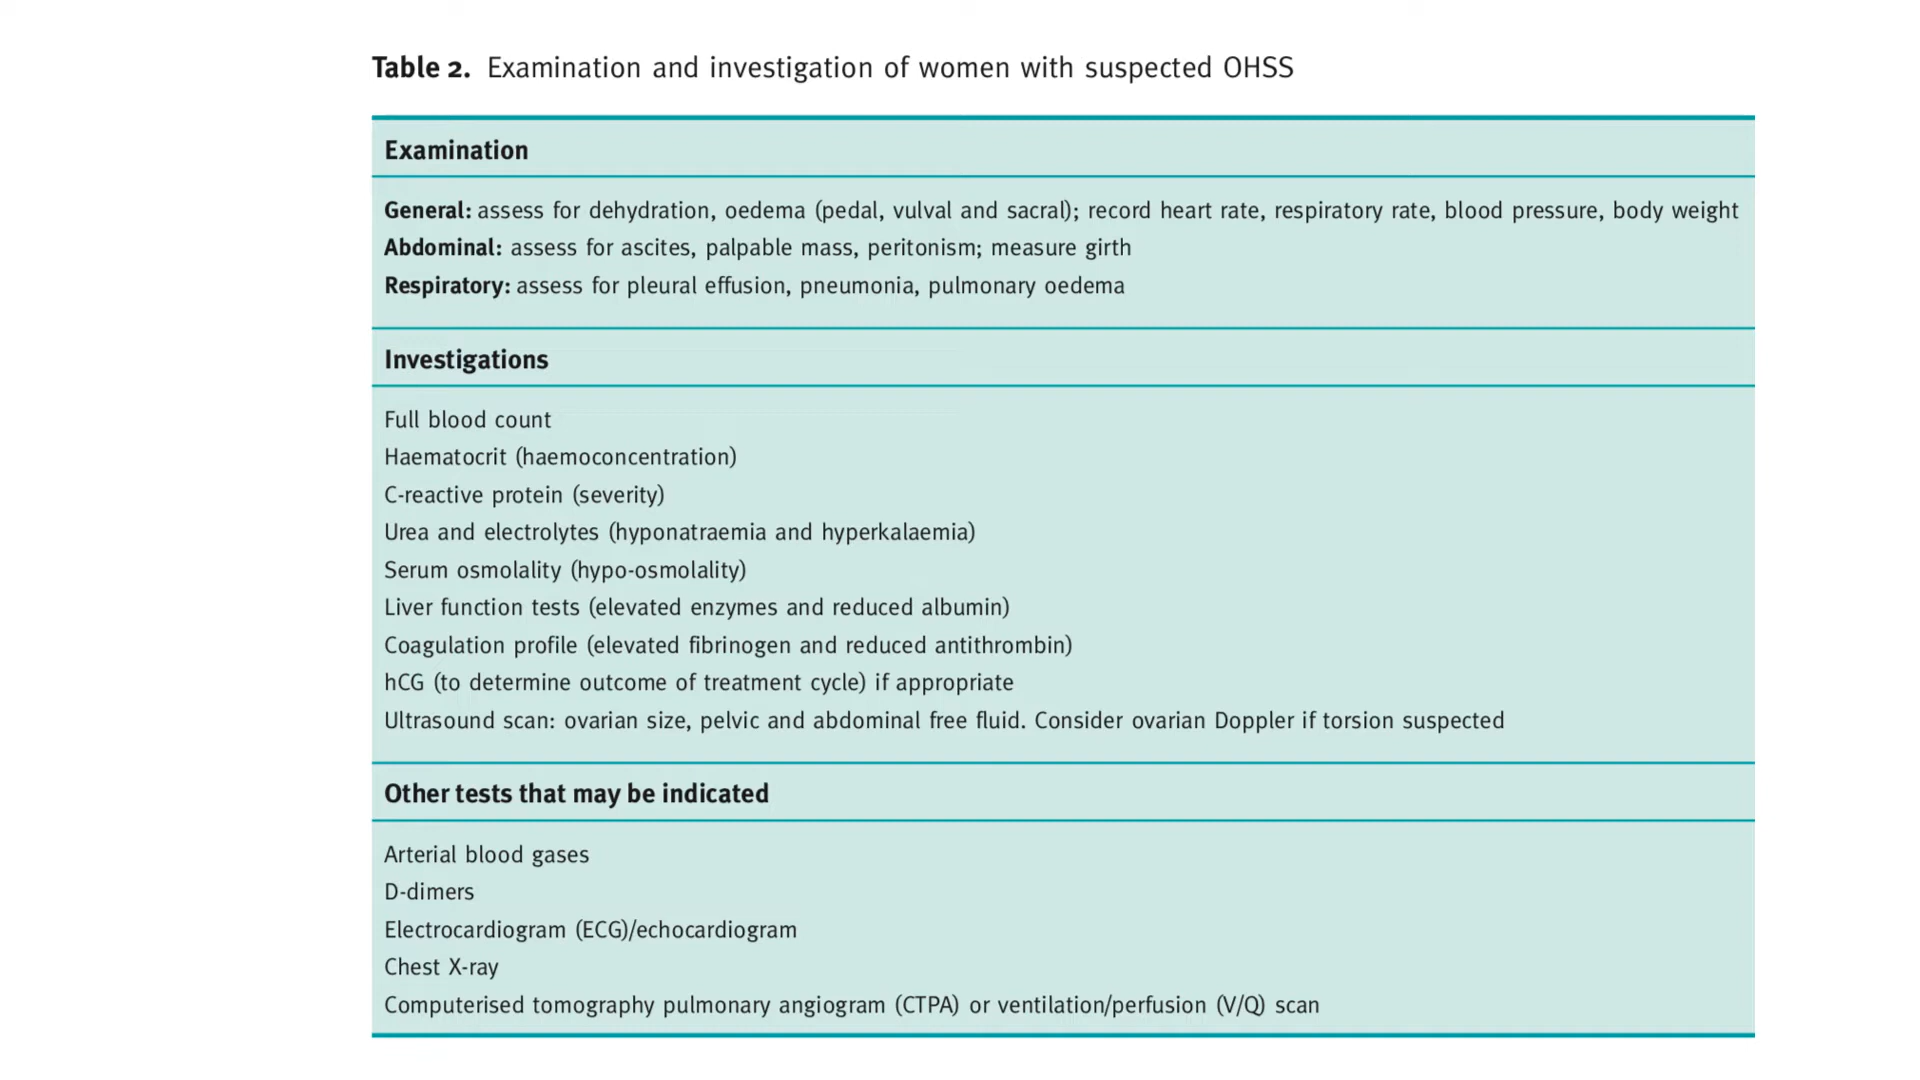 Table 2. Examination and investigation of women with suspected OHSS
Examination
General: assess for dehydration, oedema (pedal, vulval and sacral); record heart rate, respiratory rate, blood pressure, body weight
Abdominal: assess for ascites, palpable mass, peritonism; measure girth
Respiratory: assess for pleural effusion, pneumonia, pulmonary oedema
Investigations
Full blood count
Haematocrit (haemoconcentration)
C-reactive protein (severity)
Urea and electrolytes (hyponatraemia and hyperkalaemia)
Serum osmolality (hypo-osmolality)
Liver function tests (elevated enzymes and reduced albumin)
Coagulation profile (elevated fibrinogen and reduced antithrombin)
hCG (to determine outcome of treatment cycle) if appropriate
Ultrasound scan: ovarian size, pelvic and abdominal free fluid. Consider ovarian Doppler if torsion suspected
Other tests that may be indicated
Arterial blood gases
D-dimers
Electrocardiogram (ECG)/echocardiogram
Chest X-ray
Computerised tomography pulmonary angiogram (CTPA) or ventilation/perfusion (V/Q) scan